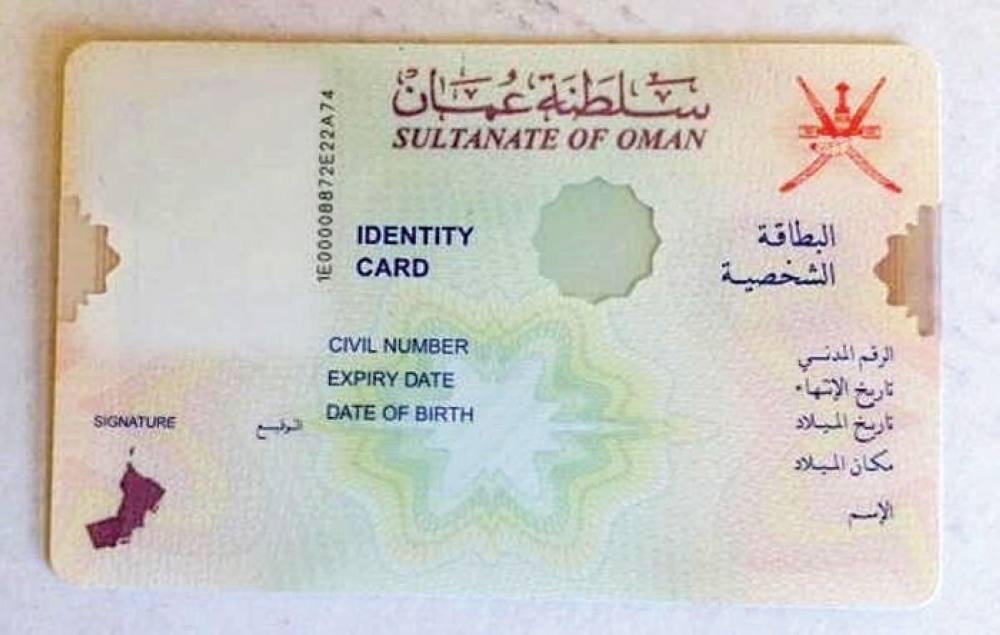 سلطنة عمان
SULTANATE OF OMAN
1E00008872E22A74
IDENTITY
CARD
البطاقة
الشخصية
CIVIL NUMBER
الرقم المدني
EXPIRY DATE
تاريخ الإنتهاء
DATE OF BIRTH
تاريخ الميلاد
SIGNATURE
التوقيع
مكان الميلاد
الإسم